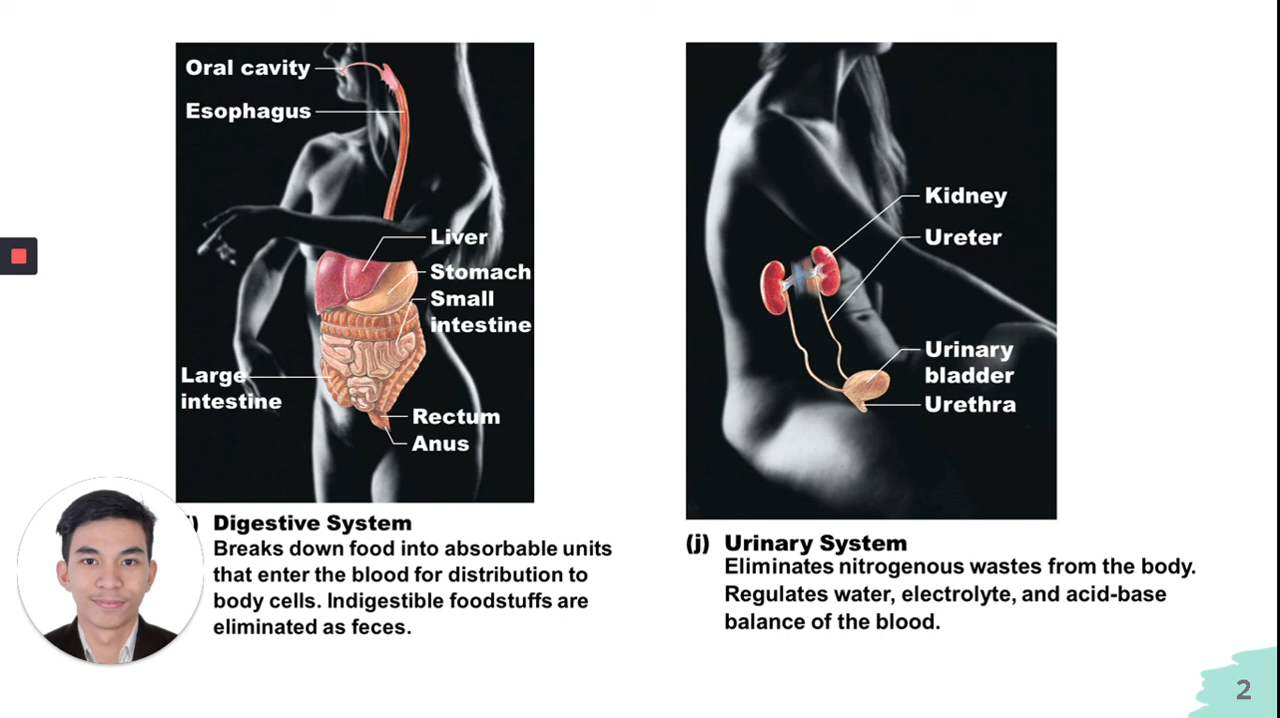 Oral cavity
Esophagus
Liver
Stomach
Small
intestine
Large
intestine
Rectum
Anus
Digestive System
Breaks down food into absorbable units
that enter the blood for distribution to
body cells. Indigestible foodstuffs are
eliminated as feces.
Kidney
Ureter
Urinary
bladder
Urethra
(j) Urinary System
Eliminates nitrogenous wastes from the body.
Regulates water, electrolyte, and acid-base
balance of the blood.
2